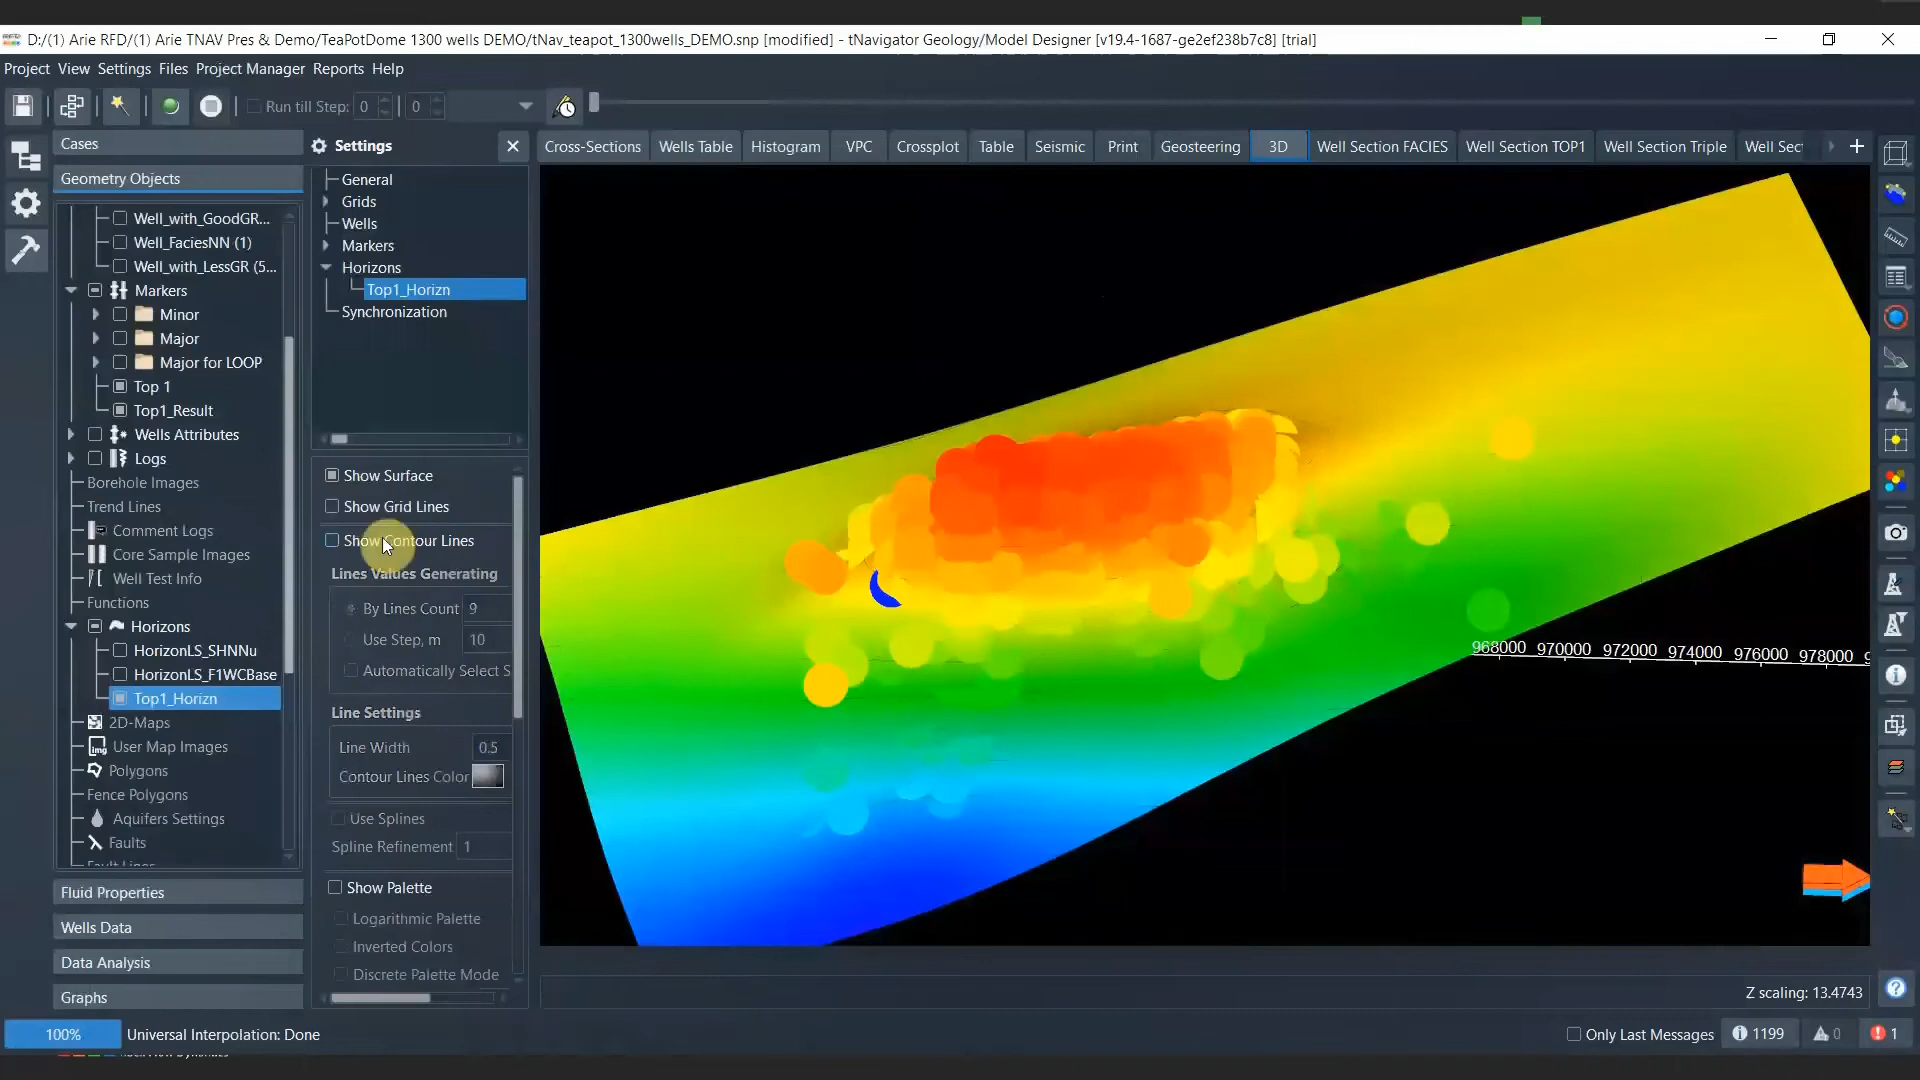 D:/(1) Arie RFD/(1) Arie TNAV Pres & Demo/TeaPotDome 1300 wells DEMO/tNav_teapot_1300wells_DEMO.snp [modified] - tNavigator Geology/Model Designer [v19.4-1687-ge2ef238b7c8] [trial]
Project View Settings Files Project Manager Reports Help
Run till Step: 0 0
Cases
Geometry Objects
Well_with_GoodGR...
Well_FaciesNN (1)
Well_with_LessGR (5...
Markers
Minor
Major
Major for LOOP
Top 1
Top1_Result
Wells Attributes
Logs
Borehole Images
Trend Lines
Comment Logs
Core Sample Images
Well Test Info
Functions
Horizons
HorizonLS_SHNNu
HorizonLS_F1WCBase
Top1_Horizn
2D-Maps
User Map Images
Polygons
Fence Polygons
Aquifers Settings
Faults
Fault Lines
Fluid Properties
Wells Data
Data Analysis
Graphs
Settings
General
Grids
Wells
Markers
Horizons
Top1_Horizn
Synchronization
Show Surface
Show Grid Lines
Show Contour Lines
Lines Values Generating
By Lines Count 9
Use Step, m 10
Automatically Select S
Line Settings
Line Width 0.5
Contour Lines Color
Use Splines
Spline Refinement 1
Show Palette
Logarithmic Palette
Inverted Colors
Discrete Palette Mode
Cross-Sections Wells Table Histogram VPC Crossplot Table Seismic Print Geosteering 3D Well Section FACIES Well Section TOP1 Well Section Triple Well Sec
968000 970000 972000 974000 976000 978000
Z scaling: 13.4743
100% Universal Interpolation: Done
Only Last Messages 1199 0 1